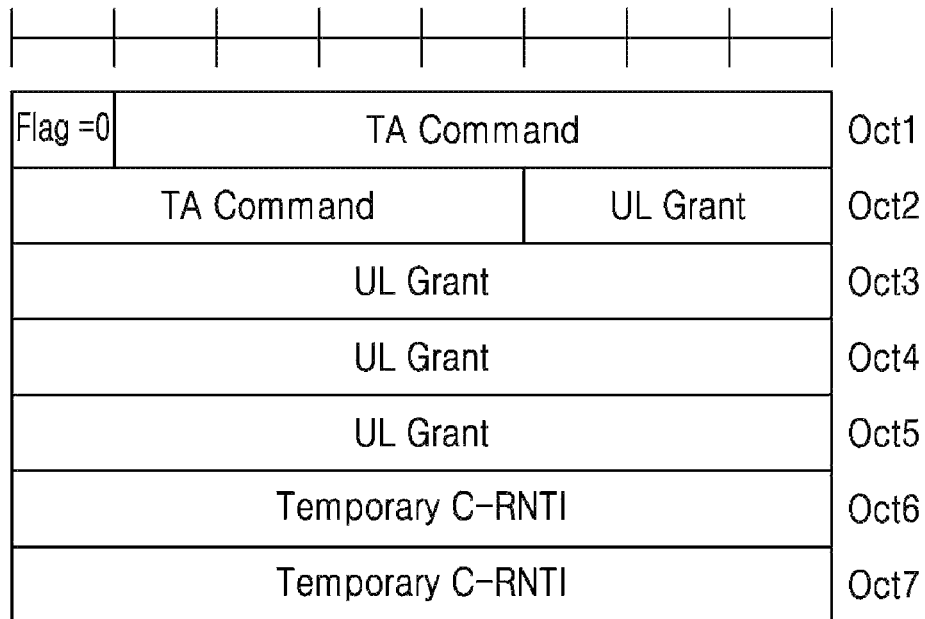 Flag =0 TA Command Oct1
TA Command UL Grant Oct2
UL Grant Oct3
UL Grant Oct4
UL Grant Oct5
Temporary C-RNTI Oct6
Temporary C-RNTI Oct7